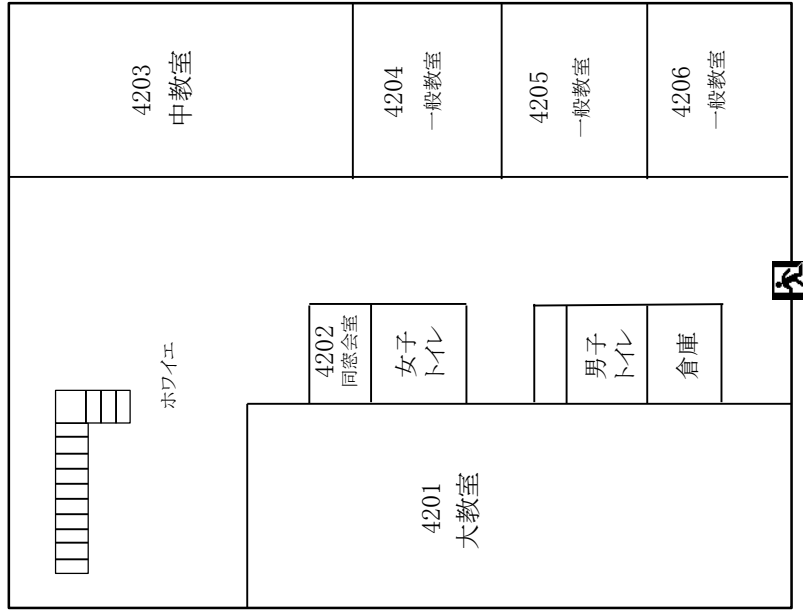 4203
中教室
4204
一般教室
4205
一般教室
4206
一般教室
ホワイエ
4202
同窓会室
女子
トイレ
男子
トイレ
倉庫
4201
大教室